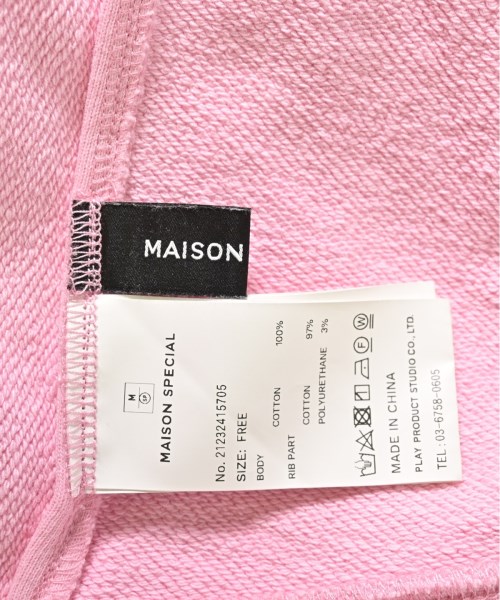 MAISON
M
SP
MAISON SPECIAL
No. 21232415705
SIZE: FREE
BODY COTTON 100%
RIB PART COTTON 97%
POLYURETHANE 3%
F W
MADE IN CHINA
PLAY PRODUCT STUDIO CO., LTD.
TEL: 03-6758-0605